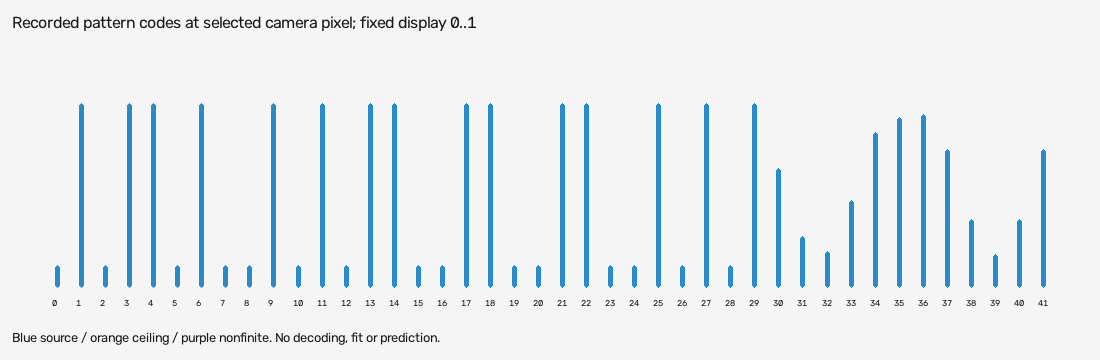 Recorded pattern codes at selected camera pixel; fixed display 0..1
0 1 2 3 4 5 6 7 8 9 10 11 12 13 14 15 16 17 18 19 20 21 22 23 24 25 26 27 28 29 30 31 32 33 34 35 36 37 38 39 40 41
Blue source / orange ceiling / purple nonfinite. No decoding, fit or prediction.